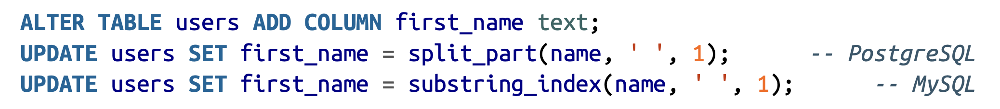 ALTER TABLE users ADD COLUMN first_name text;
UPDATE users SET first_name = split_part(name, ' ', 1);      -- PostgreSQL
UPDATE users SET first_name = substring_index(name, ' ', 1);      -- MySQL